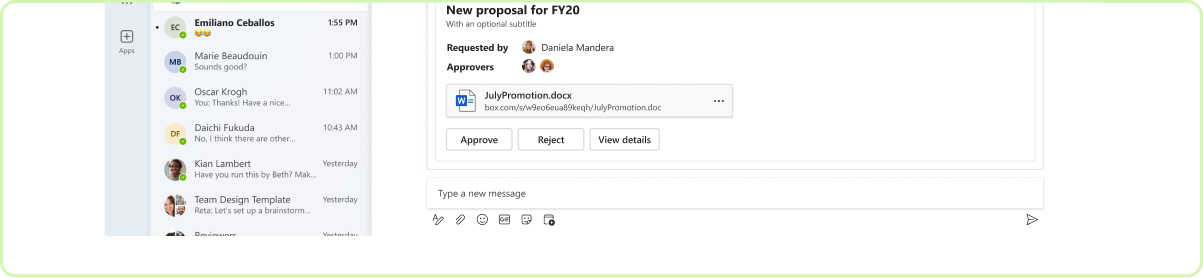 Apps
EC
Emiliano Ceballos
1:55 PM
😂😂
MB
Marie Beaudouin
1:00 PM
Sounds good?
OK
Oscar Krogh
11:02 AM
You: Thanks! Have a nice...
DF
Daichi Fukuda
10:43 AM
No, I think there are other...
Kian Lambert
Yesterday
Have you run this by Beth? Mak...
Team Design Template
Yesterday
Reta: Let's set up a brainstorm...
Reviewers
Yesterday
New proposal for FY20
With an optional subtitle
Requested by
Daniela Mandera
Approvers
W
JulyPromotion.docx
box.com/s/w9eo6eua89keqh/JulyPromotion.doc
Approve
Reject
View details
Type a new message
GIF